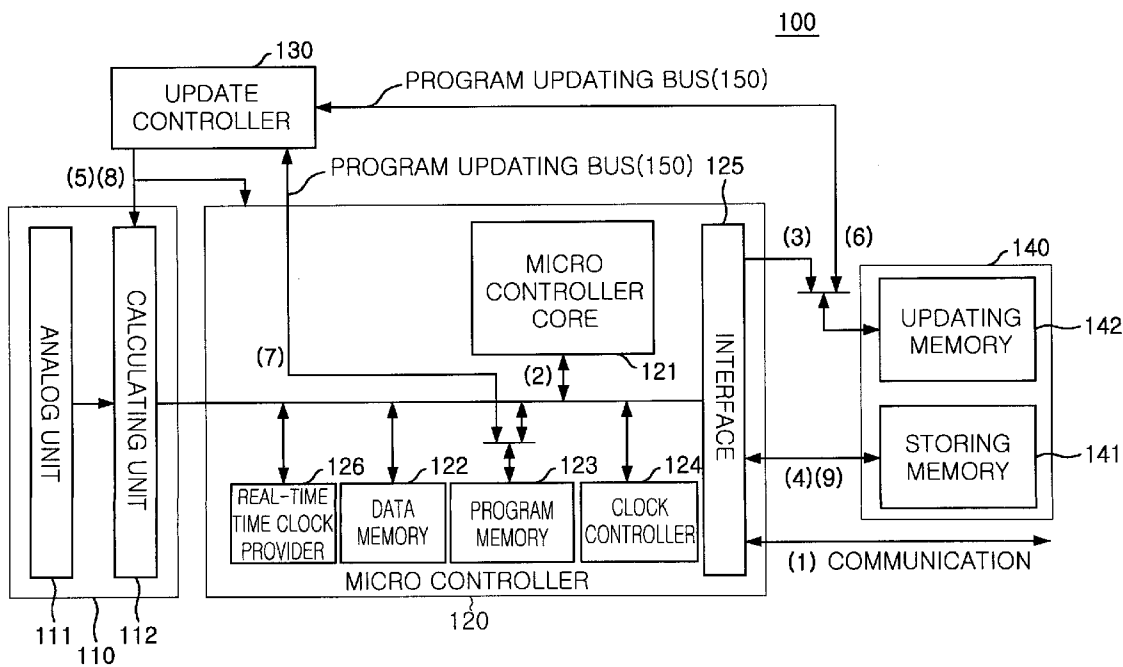 100
130
UPDATE
CONTROLLER
PROGRAM UPDATING BUS(150)
PROGRAM UPDATING BUS(150)
125
(5)(8)
(3)
(6)
140
MICRO
CONTROLLER
CORE
ANALOG UNIT
CALCULATING UNIT
INTERFACE
UPDATING
MEMORY
142
(7)
(2)
121
STORING
MEMORY
141
(4)(9)
126
122
123
124
REAL-TIME
TIME CLOCK
PROVIDER
DATA
MEMORY
PROGRAM
MEMORY
CLOCK
CONTROLLER
MICRO CONTROLLER
(1) COMMUNICATION
120
111
110
112